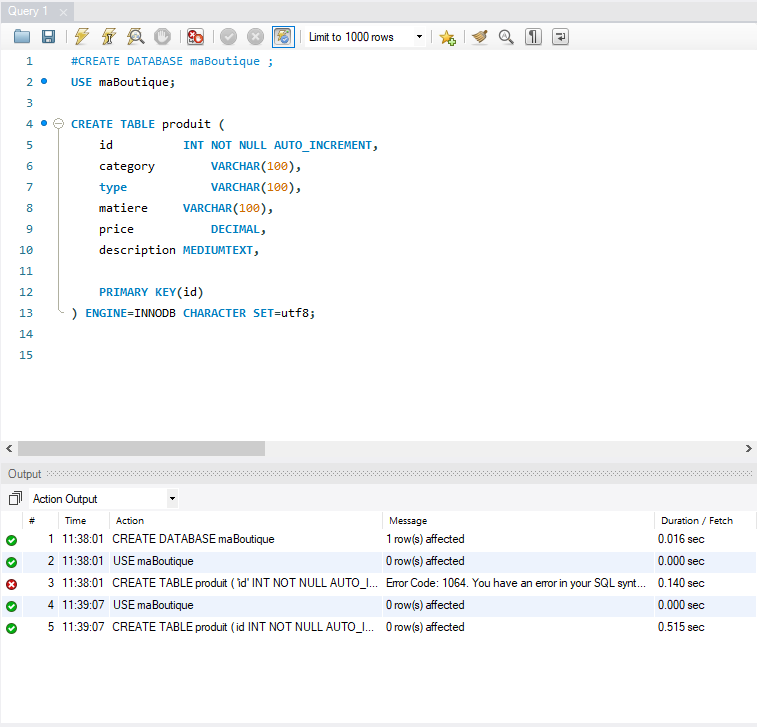 Query 1
Limit to 1000 rows
1 #CREATE DATABASE maBoutique ;
2 USE maBoutique;
3
4 CREATE TABLE produit (
5 id INT NOT NULL AUTO_INCREMENT,
6 category VARCHAR(100),
7 type VARCHAR(100),
8 matiere VARCHAR(100),
9 price DECIMAL,
10 description MEDIUMTEXT,
11
12 PRIMARY KEY(id)
13 ) ENGINE=INNODB CHARACTER SET=utf8;
14
15
Output
Action Output
# Time Action Message Duration / Fetch
1 11:38:01 CREATE DATABASE maBoutique 1 row(s) affected 0.016 sec
2 11:38:01 USE maBoutique 0 row(s) affected 0.000 sec
3 11:38:01 CREATE TABLE produit ( 'id' INT NOT NULL AUTO_I... Error Code: 1064. You have an error in your SQL synt... 0.140 sec
4 11:39:07 USE maBoutique 0 row(s) affected 0.000 sec
5 11:39:07 CREATE TABLE produit ( id INT NOT NULL AUTO_I... 0 row(s) affected 0.515 sec